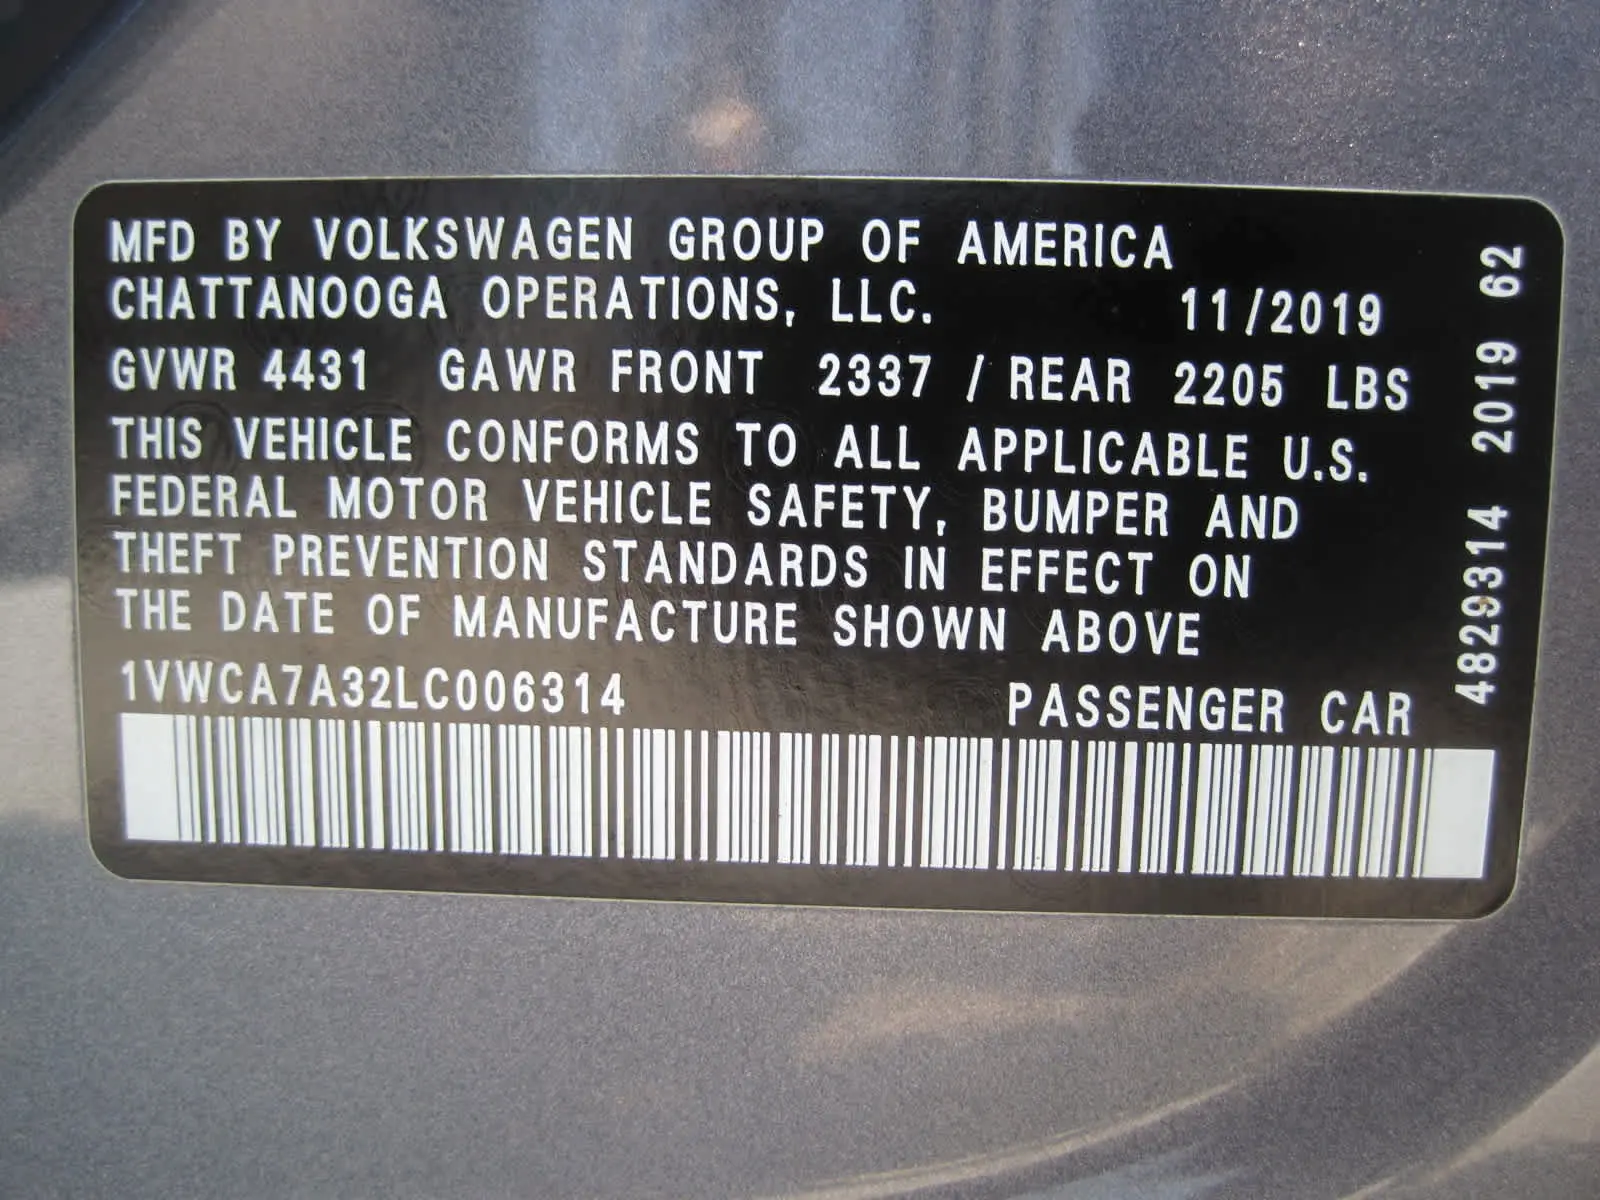 MFD BY VOLKSWAGEN GROUP OF AMERICA
CHATTANOOGA OPERATIONS, LLC. 11/2019
GVWR 4431 GAWR FRONT 2337 / REAR 2205 LBS
THIS VEHICLE CONFORMS TO ALL APPLICABLE U.S.
FEDERAL MOTOR VEHICLE SAFETY, BUMPER AND
THEFT PREVENTION STANDARDS IN EFFECT ON
THE DATE OF MANUFACTURE SHOWN ABOVE
1VWCA7A32LC006314 PASSENGER CAR
4829314 2019 62